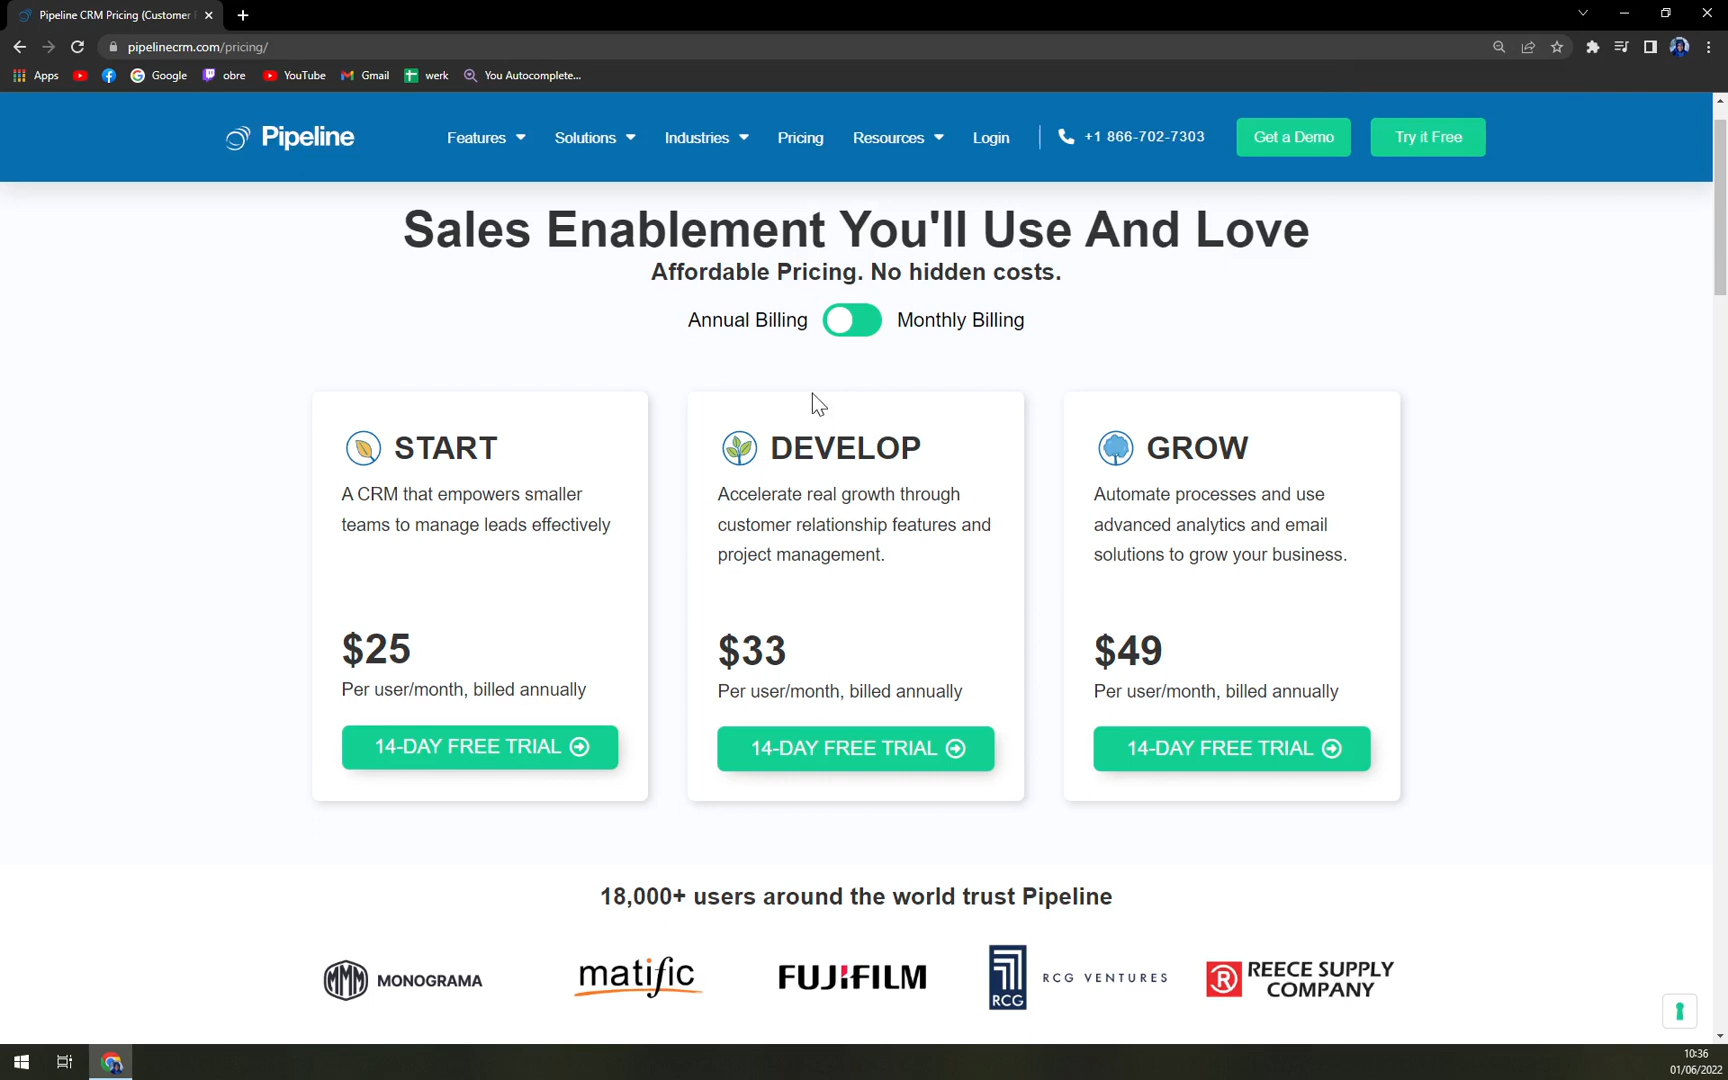 Pipeline CRM Pricing (Customer
pipelinecrm.com/pricing/
Apps
Google
obre
YouTube
Gmail
werk
You Autocomplete...
Pipeline
Features
Solutions
Industries
Pricing
Resources
Login
+1 866-702-7303
Get a Demo
Try it Free
Sales Enablement You'll Use And Love
Affordable Pricing. No hidden costs.
Annual Billing
Monthly Billing
START
A CRM that empowers smaller
teams to manage leads effectively
$25
Per user/month, billed annually
14-DAY FREE TRIAL
DEVELOP
Accelerate real growth through
customer relationship features and
project management.
$33
Per user/month, billed annually
14-DAY FREE TRIAL
GROW
Automate processes and use
advanced analytics and email
solutions to grow your business.
$49
Per user/month, billed annually
14-DAY FREE TRIAL
18,000+ users around the world trust Pipeline
MONOGRAMA
matific
FUJIFILM
RCG
RCG VENTURES
R
REECE SUPPLY
COMPANY
10:36
01/06/2022